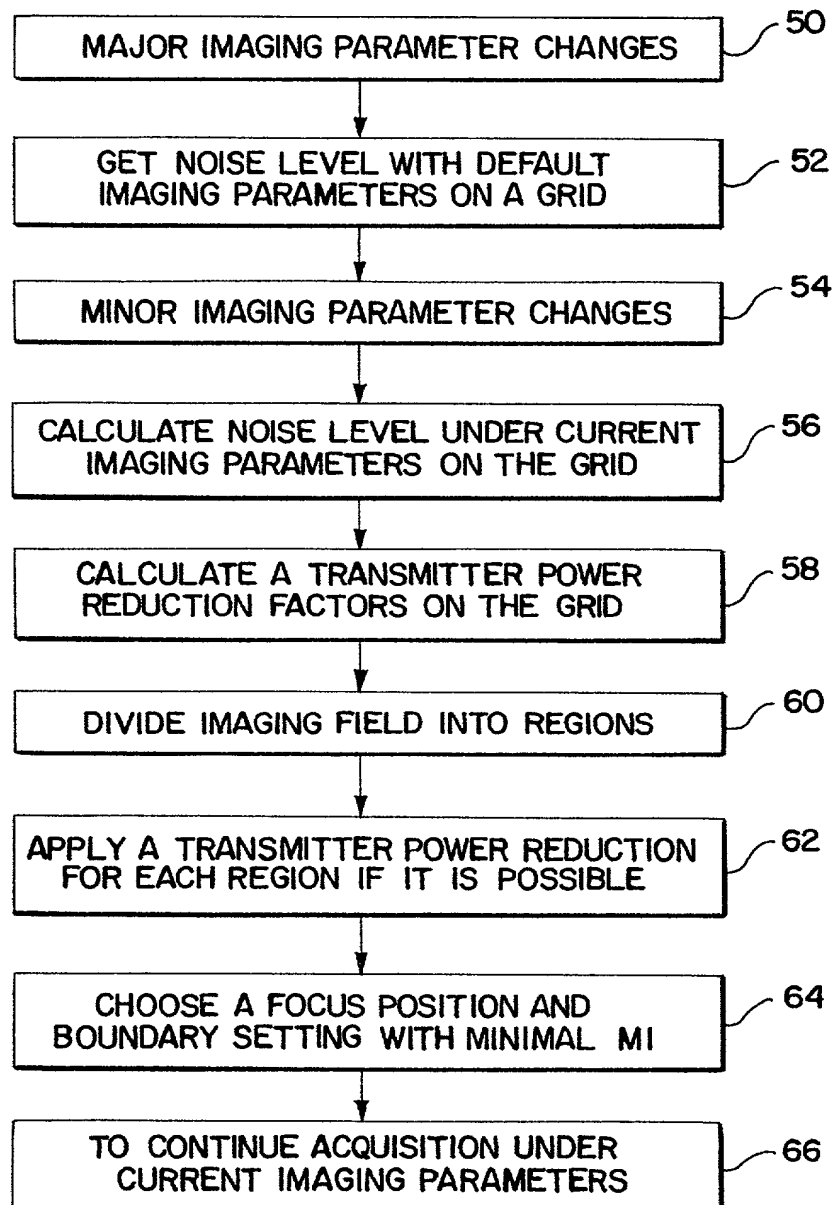 MAJOR IMAGING PARAMETER CHANGES
50
GET NOISE LEVEL WITH DEFAULT
IMAGING PARAMETERS ON A GRID
52
MINOR IMAGING PARAMETER CHANGES
54
CALCULATE NOISE LEVEL UNDER CURRENT
IMAGING PARAMETERS ON THE GRID
56
CALCULATE A TRANSMITTER POWER
REDUCTION FACTORS ON THE GRID
58
DIVIDE IMAGING FIELD INTO REGIONS
60
APPLY A TRANSMITTER POWER REDUCTION
FOR EACH REGION IF IT IS POSSIBLE
62
CHOOSE A FOCUS POSITION AND
BOUNDARY SETTING WITH MINIMAL MI
64
TO CONTINUE ACQUISITION UNDER
CURRENT IMAGING PARAMETERS
66